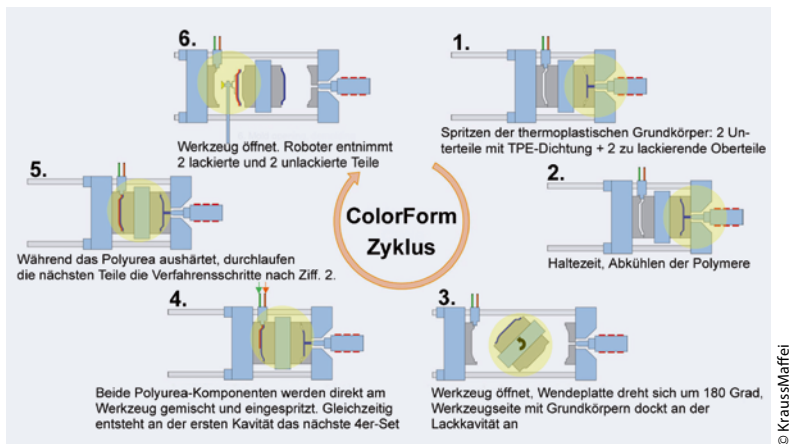 1.
Spritzen der thermoplastischen Grundkörper: 2 Un-
terteile mit TPE-Dichtung + 2 zu lackierende Oberteile
2.
Haltezeit, Abkühlen der Polymere
3.
Werkzeug öffnet, Wendeplatte dreht sich um 180 Grad,
Werkzeugseite mit Grundkörpern dockt an der
Lackkavität an
4.
Beide Polyurea-Komponenten werden direkt am
Werkzeug gemischt und eingespritzt. Gleichzeitig
entsteht an der ersten Kavität das nächste 4er-Set
5.
Während das Polyurea aushärtet, durchlaufen
die nächsten Teile die Verfahrensschritte nach Ziff. 2.
6.
Werkzeug öffnet. Roboter entnimmt
2 lackierte und 2 unlackierte Teile
ColorForm
Zyklus
© KraussMaffei